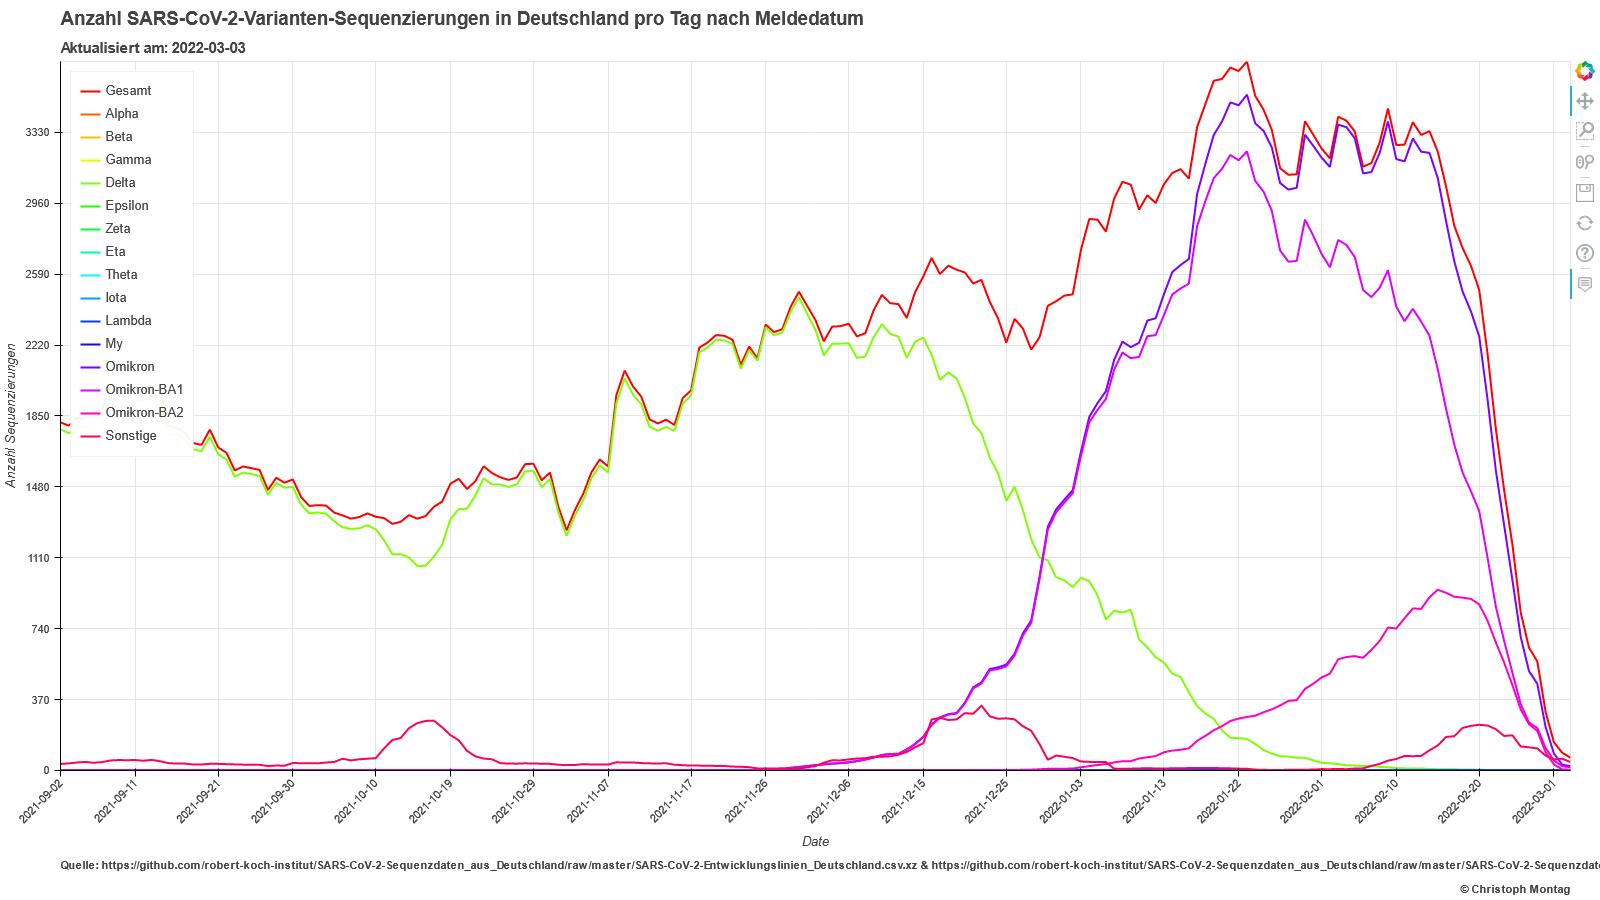 Anzahl SARS-CoV-2-Varianten-Sequenzierungen in Deutschland pro Tag nach Meldedatum
Aktualisiert am: 2022-03-03
Gesamt
Alpha
Beta
Gamma
Delta
Epsilon
Zeta
Eta
Theta
Iota
Lambda
My
Omikron
Omikron-BA1
Omikron-BA2
Sonstige
3330
2960
2590
2220
1850
1480
1110
740
370
0
Anzahl Sequenzierungen
2021-09-02
2021-09-11
2021-09-21
2021-09-30
2021-10-10
2021-10-19
2021-10-29
2021-11-07
2021-11-17
2021-11-26
2021-12-06
2021-12-15
2021-12-25
2022-01-03
2022-01-13
2022-01-22
2022-02-01
2022-02-10
2022-02-20
2022-03-01
Date
Quelle: https://github.com/robert-koch-institut/SARS-CoV-2-Sequenzdaten_aus_Deutschland/raw/master/SARS-CoV-2-Entwicklungslinien_Deutschland.csv.xz & https://github.com/robert-koch-institut/SARS-CoV-2-Sequenzdaten_aus_Deutschland/raw/master/SARS-CoV-2-Sequenzdate
© Christoph Montag